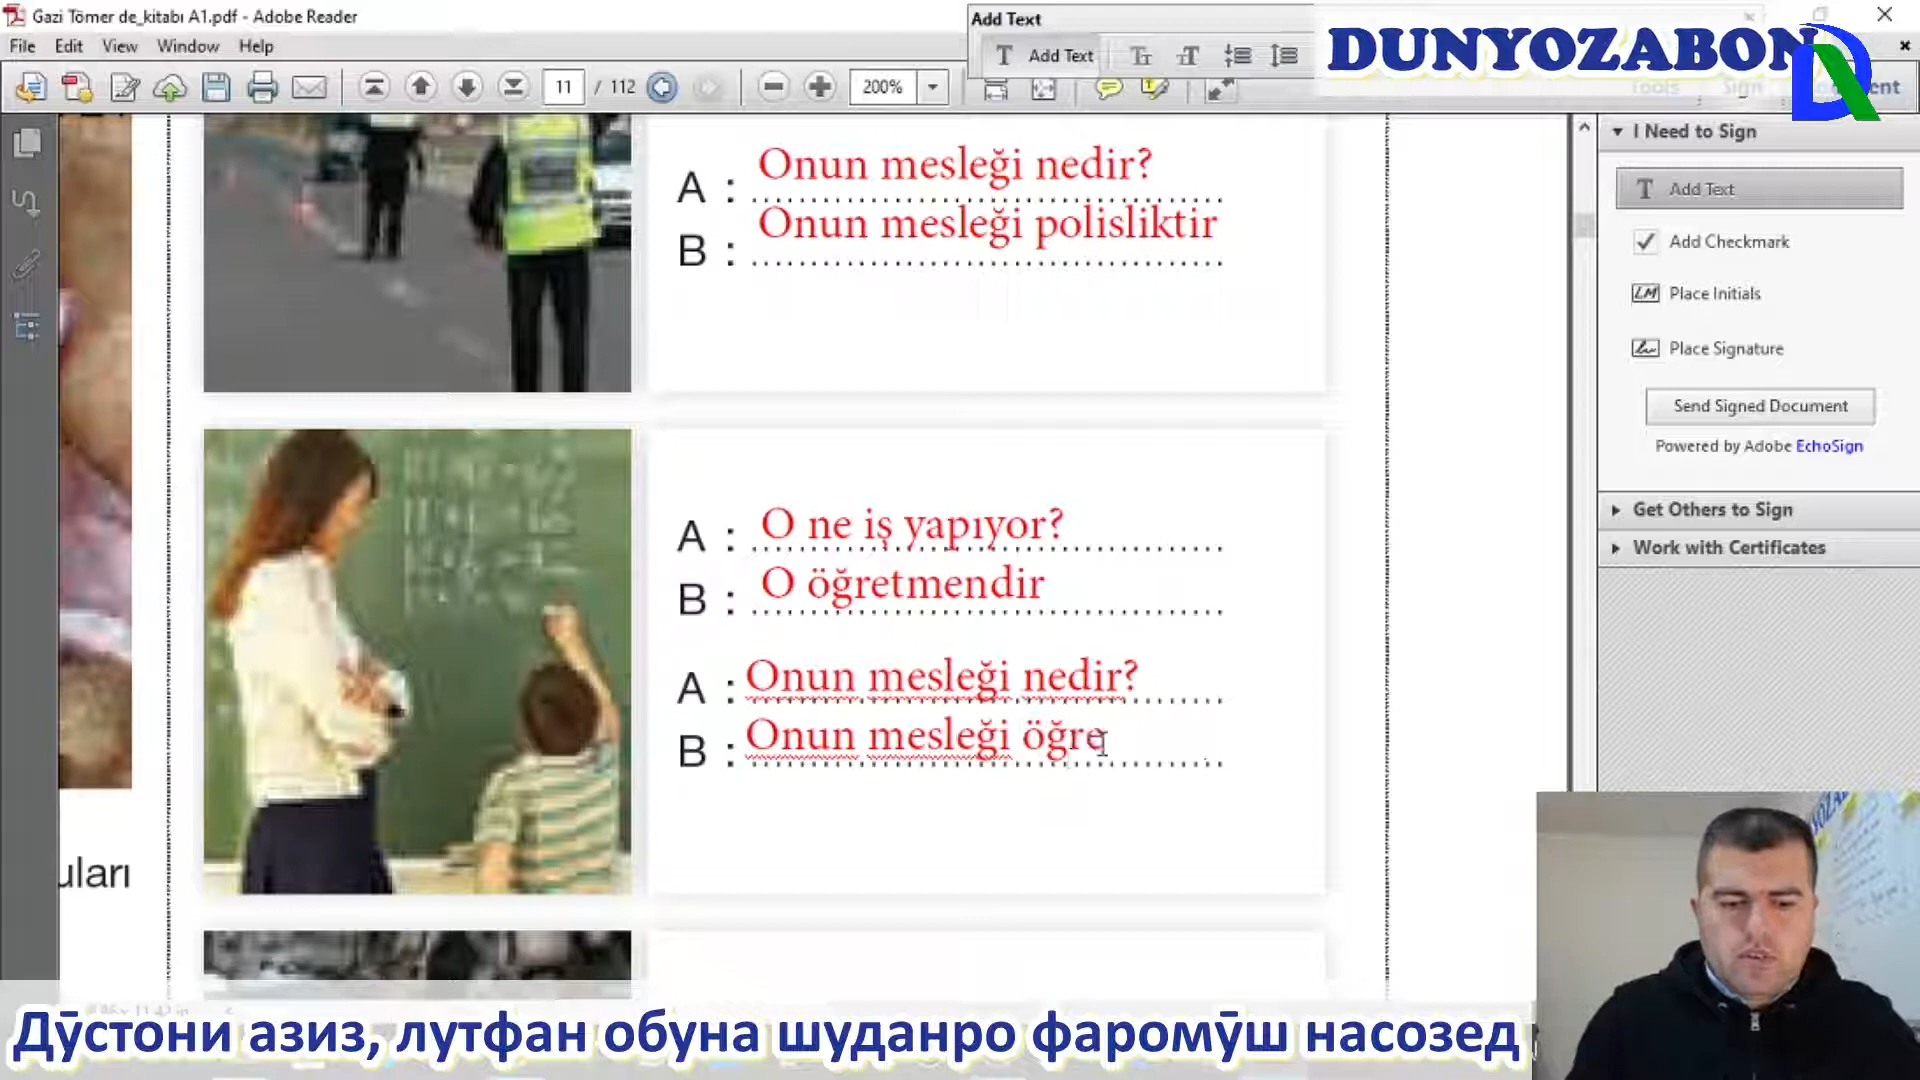 Gazi Tömer de_kitabı A1.pdf - Adobe Reader
Add Text
File Edit View Window Help
Add Text
DUNYOZABON
11 / 112
200%
I Need to Sign
Add Text
Add Checkmark
Place Initials
Place Signature
Send Signed Document
Powered by Adobe EchoSign
Get Others to Sign
Work with Certificates
A : Onun mesleği nedir?
B : Onun mesleği polisliktir
A : O ne iş yapıyor?
B : O öğretmendir
A : Onun mesleği nedir?
B : Onun mesleği öğre
uları
Дӯстони азиз, лутфан обуна шуданро фаромӯш насозед